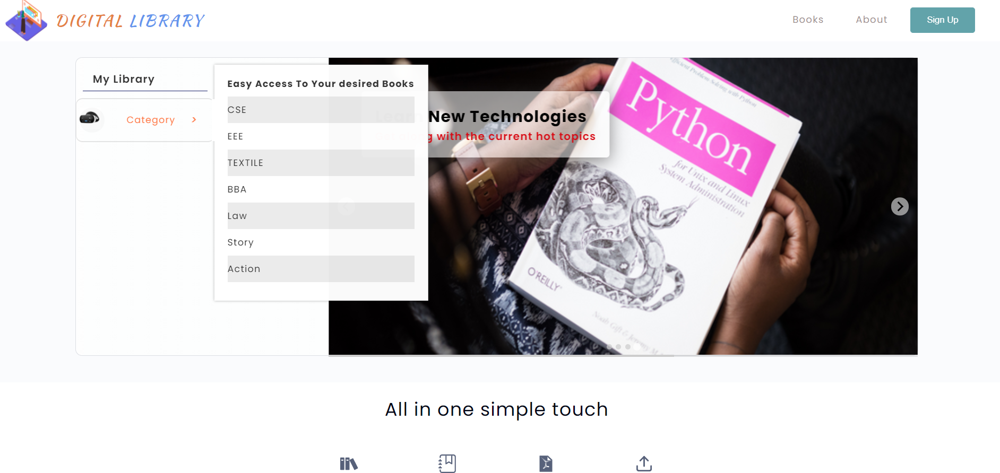 DIGITAL LIBRARY
Books
About
Sign Up
My Library
Category
Easy Access To Your desired Books
CSE
EEE
TEXTILE
BBA
Law
Story
Action
Learn New Technologies
Get along with the current hot topics
Efficient Problem Solving with Python
Python
for Unix and Linux
System Administration
O'REILLY
Noah Gift & Jeremy M.
All in one simple touch